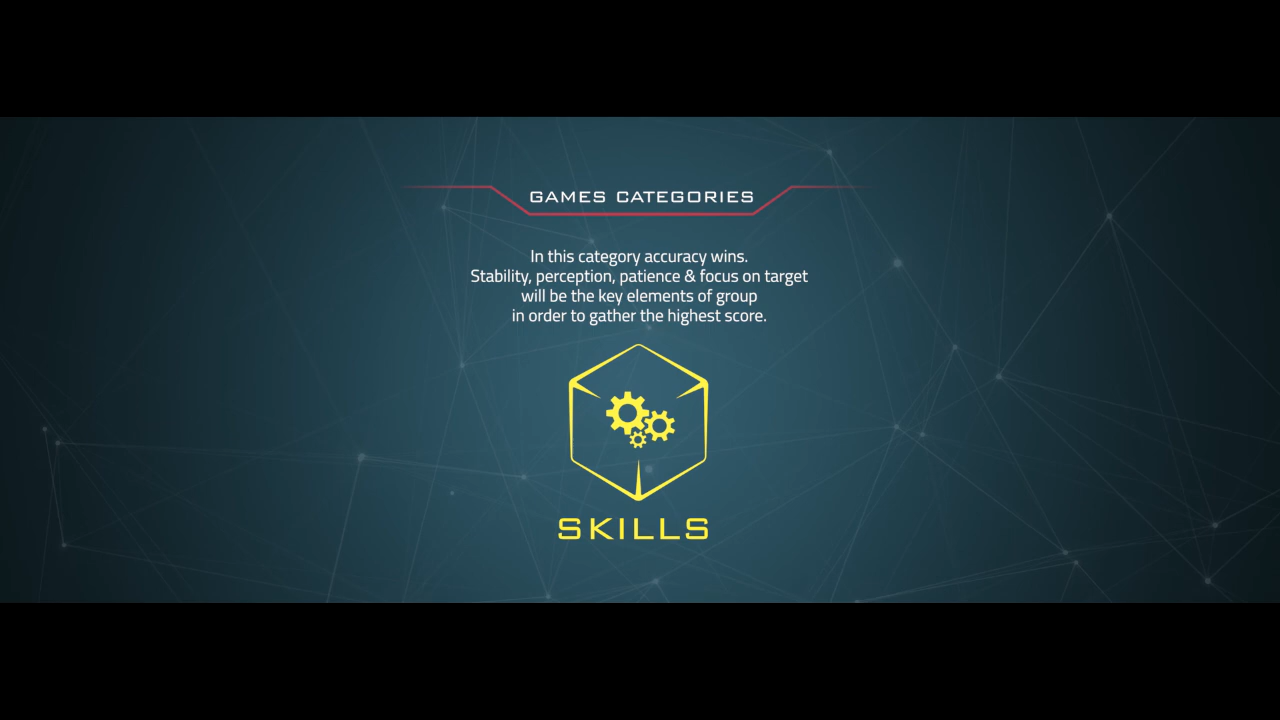 GAMES CATEGORIES
In this category accuracy wins.
Stability, perception, patience & focus on target
will be the key elements of group
in order to gather the highest score.
SKILLS